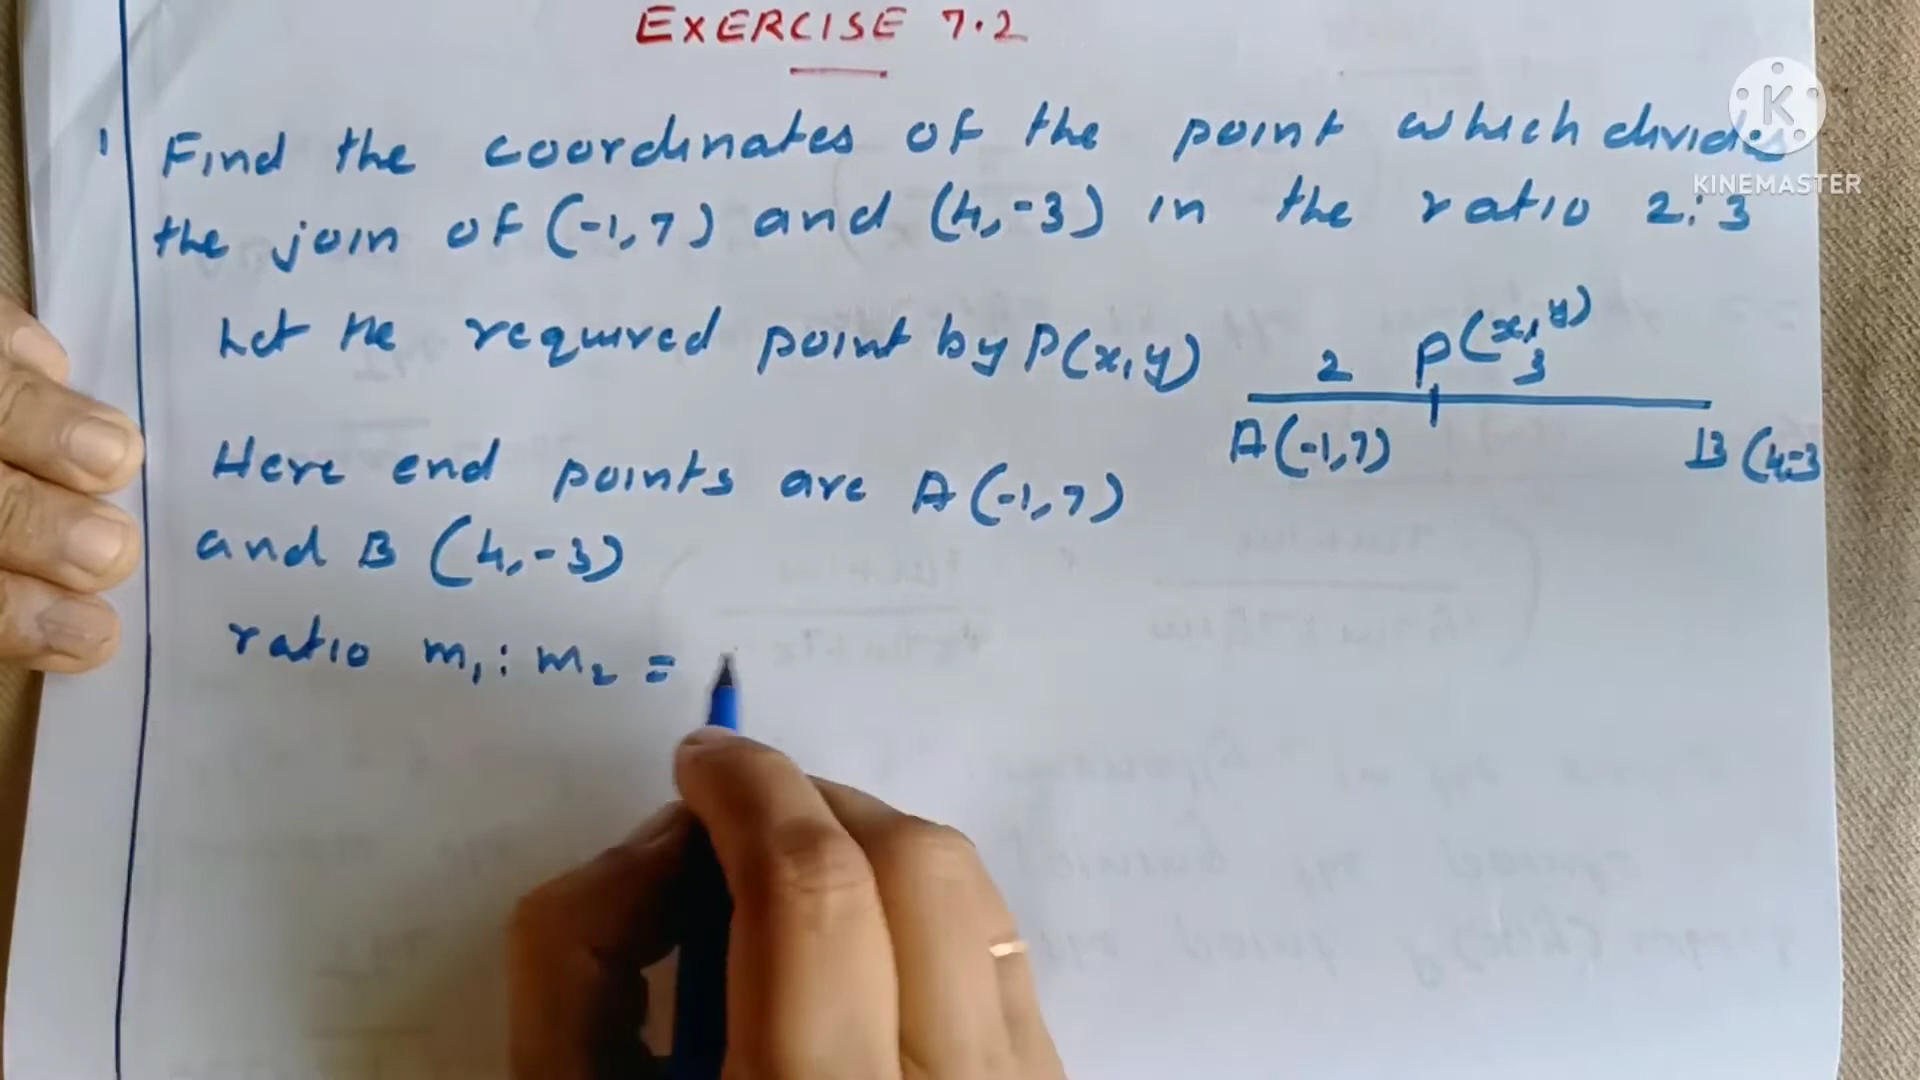 EXERCISE 7.2
1 Find the coordinates of the point which divides
the join of (-1,7) and (4,-3) in the ratio 2:3
Let the required point by P(x,y)
2 P(x,y) 3
A(-1,7) B(4,-3
Here end points are A(-1,7)
and B (4,-3)
ratio m₁:m₂ =
K
KINEMASTER